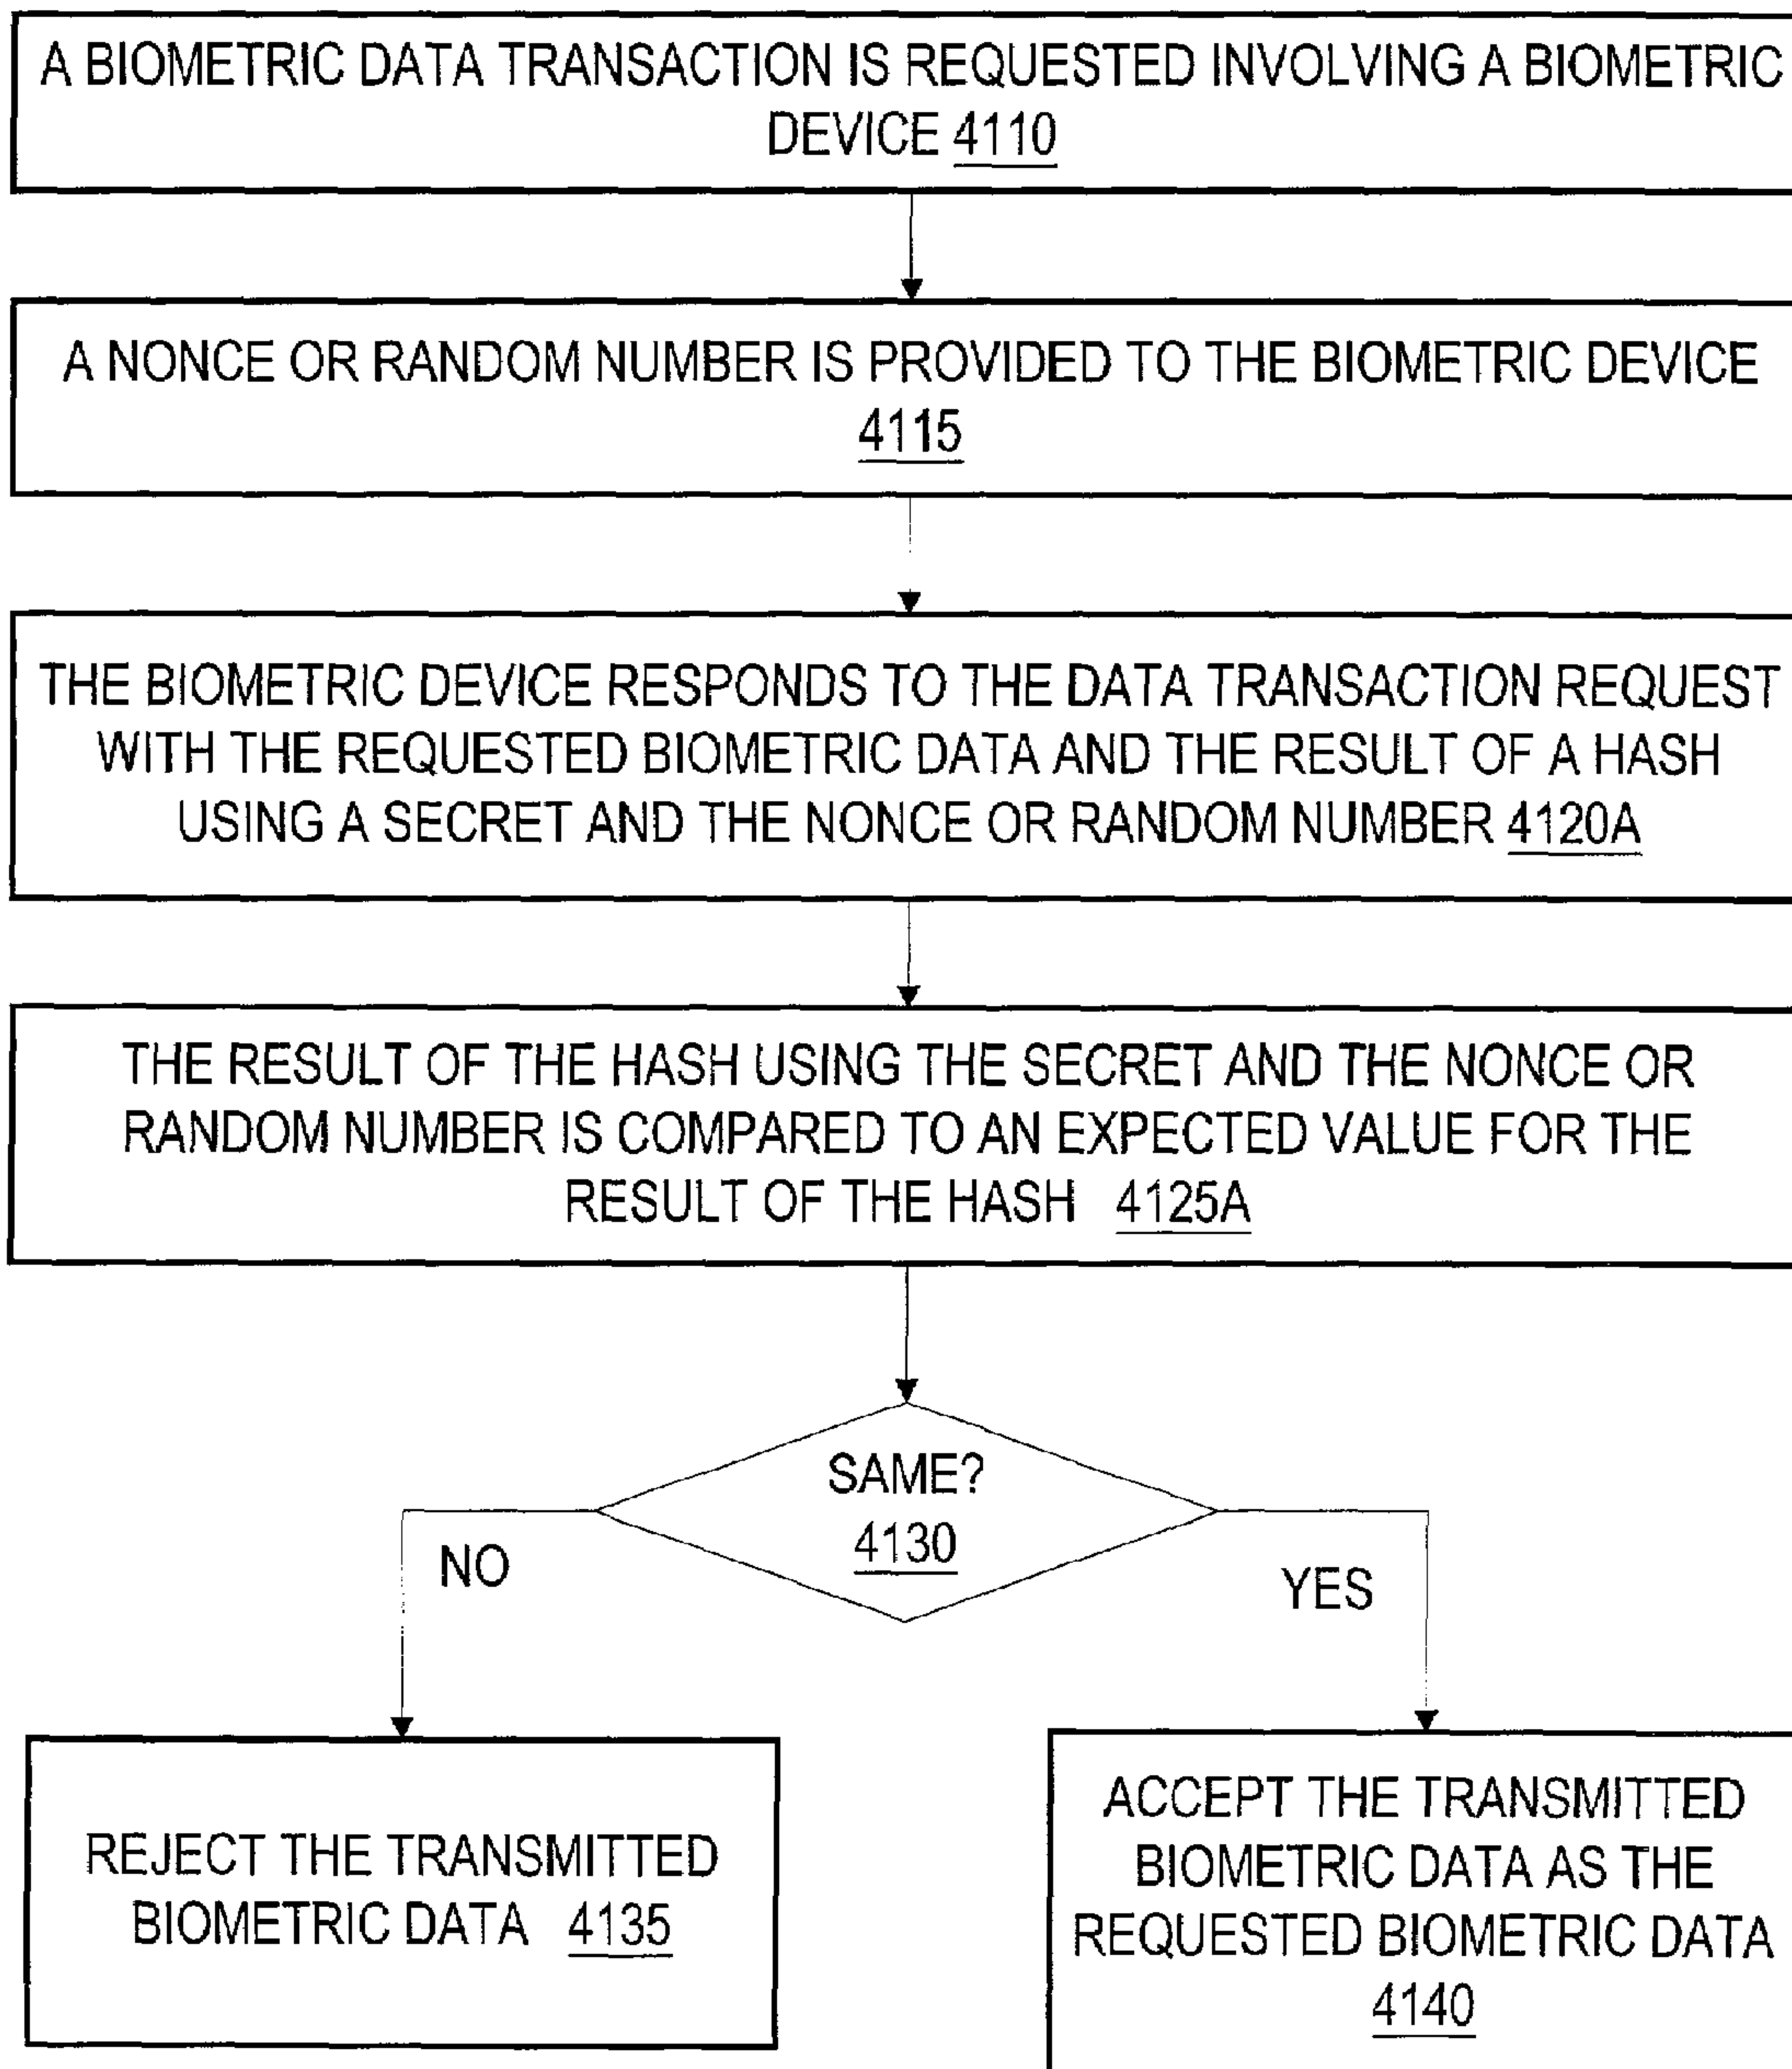 A BIOMETRIC DATA TRANSACTION IS REQUESTED INVOLVING A BIOMETRIC
DEVICE 4110
A NONCE OR RANDOM NUMBER IS PROVIDED TO THE BIOMETRIC DEVICE
4115
THE BIOMETRIC DEVICE RESPONDS TO THE DATA TRANSACTION REQUEST
WITH THE REQUESTED BIOMETRIC DATA AND THE RESULT OF A HASH
USING A SECRET AND THE NONCE OR RANDOM NUMBER 4120A
THE RESULT OF THE HASH USING THE SECRET AND THE NONCE OR
RANDOM NUMBER IS COMPARED TO AN EXPECTED VALUE FOR THE
RESULT OF THE HASH 4125A
SAME?
4130
NO
YES
REJECT THE TRANSMITTED
BIOMETRIC DATA 4135
ACCEPT THE TRANSMITTED
BIOMETRIC DATA AS THE
REQUESTED BIOMETRIC DATA
4140